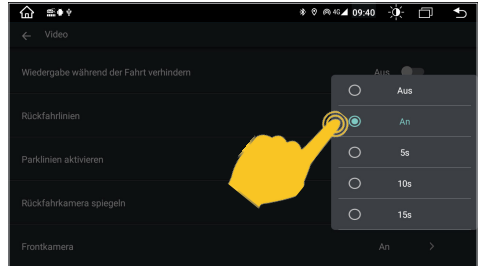 4G 09:40
Video
Wiedergabe während der Fahrt verhindern
Aus
Rückfahrlinien
Parklinien aktivieren
Rückfahrkamera spiegeln
Frontkamera
An
Aus
An
5s
10s
15s